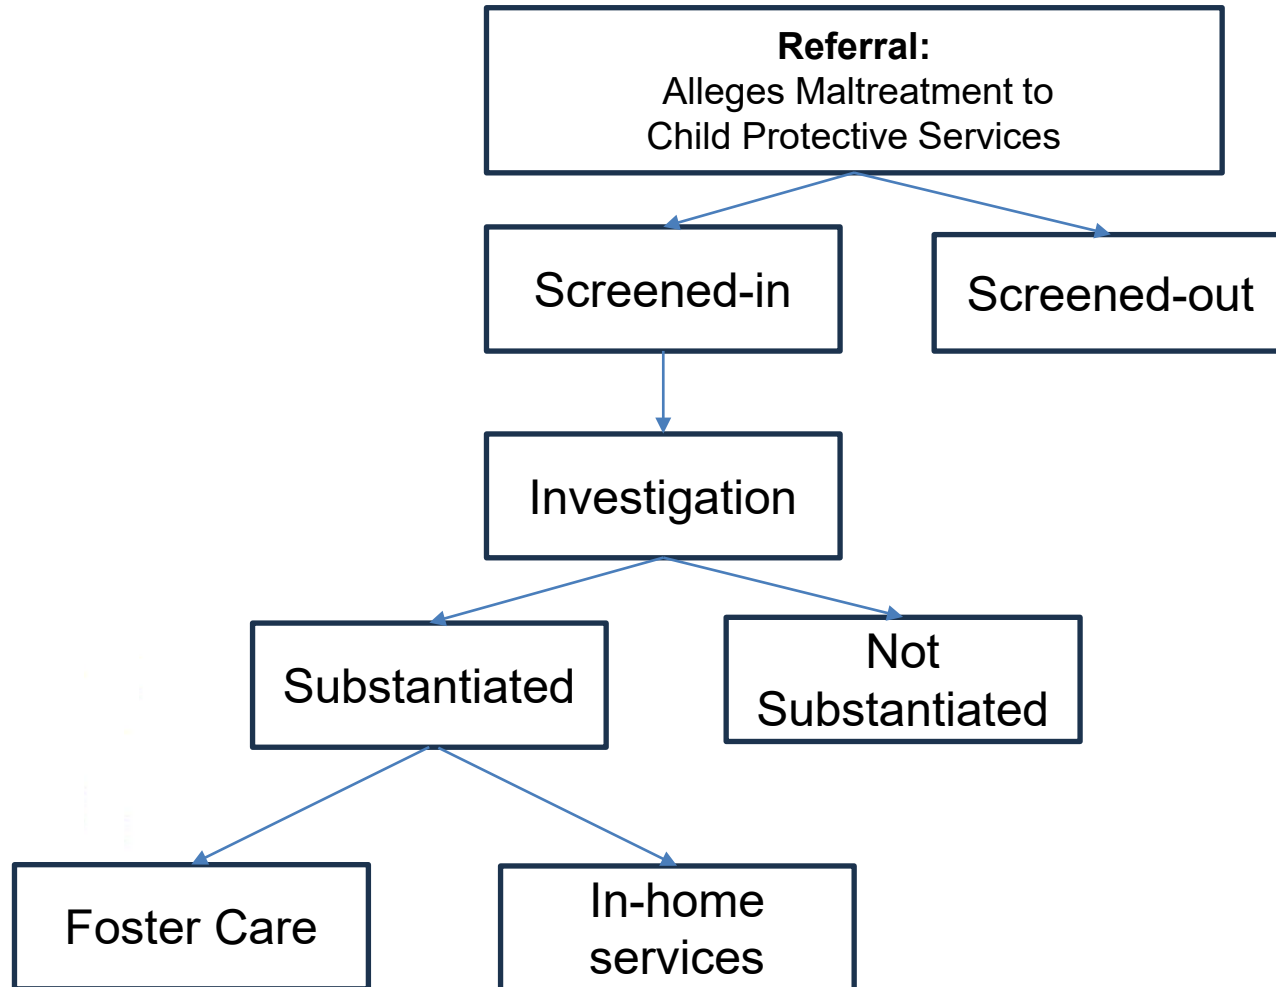 Referral:
Alleges Maltreatment to
Child Protective Services
Screened-in
Screened-out
Investigation
Substantiated
Not
Substantiated
Foster Care
In-home
services